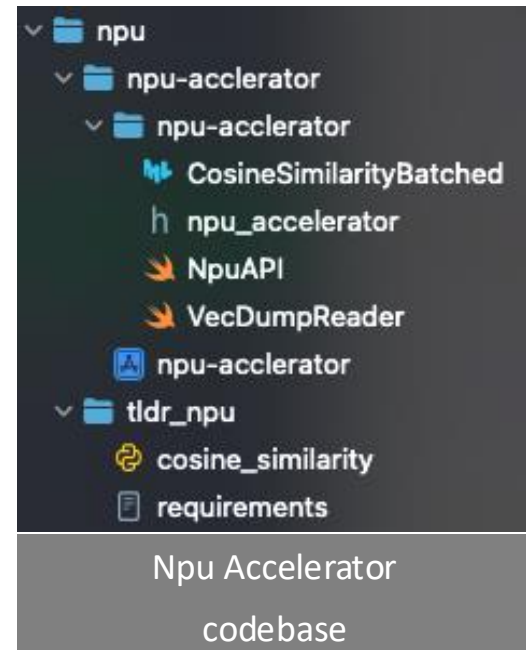 npu
npu-acclerator
npu-acclerator
CosineSimilarityBatched
h npu_accelerator
NpuAPI
VecDumpReader
npu-acclerator
tldr_npu
cosine_similarity
requirements
Npu Accelerator
codebase